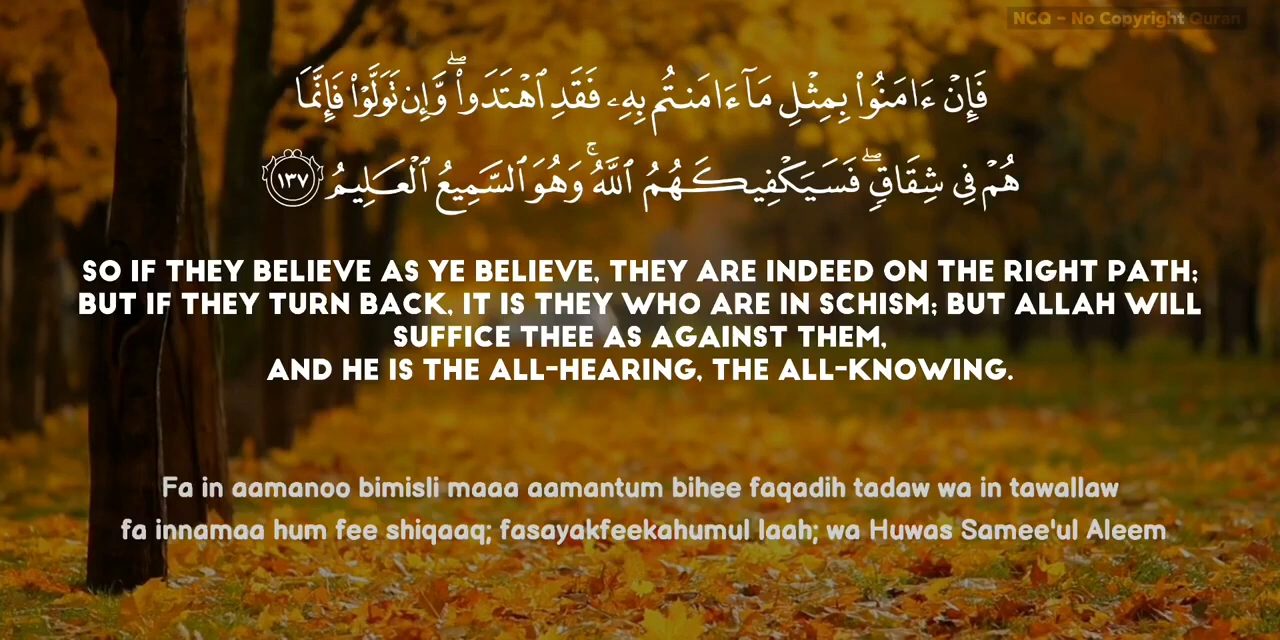 NCQ - No Copyright Quran
فَإِنْ ءَامَنُوا۟ بِمِثْلِ مَآ ءَامَنتُم بِهِۦ فَقَدِ ٱهْتَدَوا۟ ۖ وَّإِن تَوَلَّوْا۟ فَإِنَّمَا
هُمْ فِى شِقَاقٍ ۖ فَسَيَكْفِيكَهُمُ ٱللَّهُ ۚ وَهُوَ ٱلسَّمِيعُ ٱلْعَلِيمُ ١٣٧
SO IF THEY BELIEVE AS YE BELIEVE, THEY ARE INDEED ON THE RIGHT PATH;
BUT IF THEY TURN BACK, IT IS THEY WHO ARE IN SCHISM; BUT ALLAH WILL
SUFFICE THEE AS AGAINST THEM,
AND HE IS THE ALL-HEARING, THE ALL-KNOWING.
Fa in aamanoo bimisli maaa aamantum bihee faqadih tadaw wa in tawallaw
fa innamaa hum fee shiqaaq; fasayakfeekahumul laah; wa Huwas Samee'ul Aleem